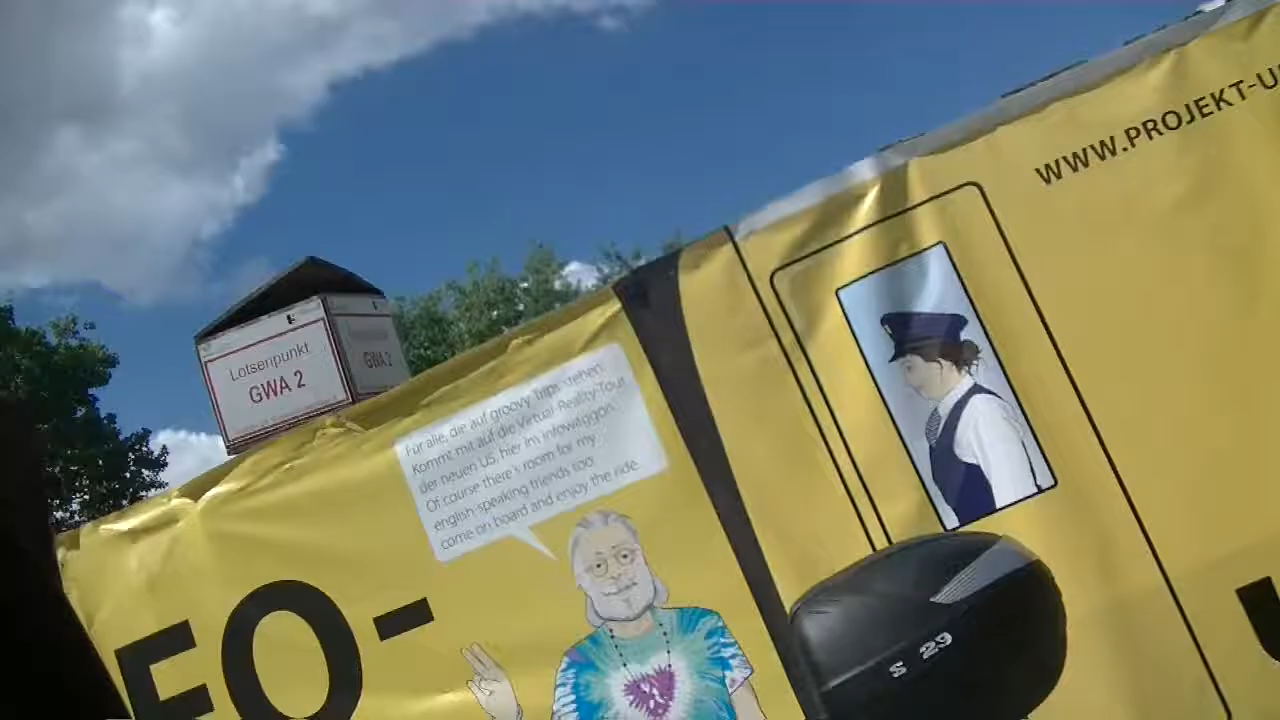 WWW.PROJEKT-U
Lotsenpunkt
GWA 2
GWA 2
Für alle, die auf groovy Trips stehen.
Kommt mit auf die Virtual-Reality-Tour
der neuen U5, hier im Infowaggon.
Of course there's room for my
english-speaking friends too:
come on board and enjoy the ride.
FO-
S 29